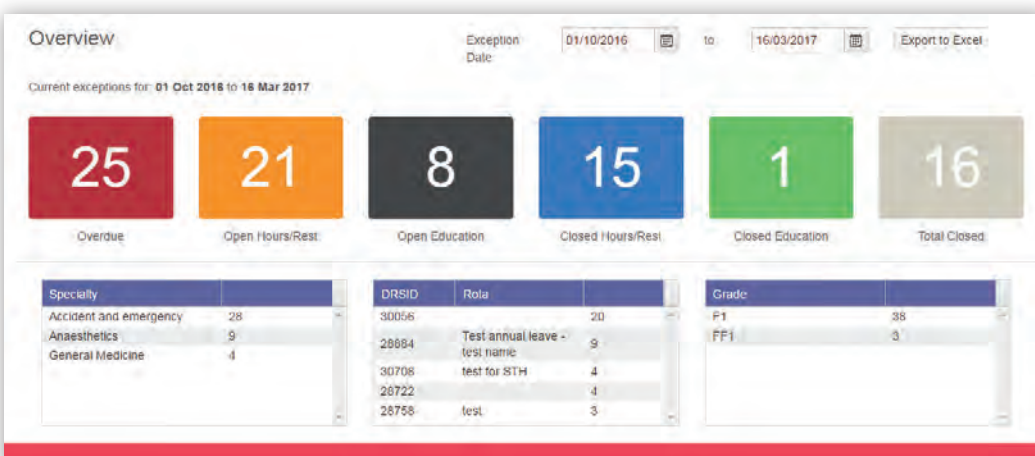 Overview
Exception Date 01/10/2016 to 16/03/2017 Export to Excel
Current exceptions for: 01 Oct 2016 to 16 Mar 2017
25 21 8 15 1 16
Overdue Open Hours/Rest Open Education Closed Hours/Rest Closed Education Total Closed
Specialty
Accident and emergency 28
Anaesthetics 9
General Medicine 4
DRSID Rota
30056 20
28884 Test annual leave - test name 9
30708 test for STH 4
28722 4
28758 test 3
Grade
F1 38
FF1 3